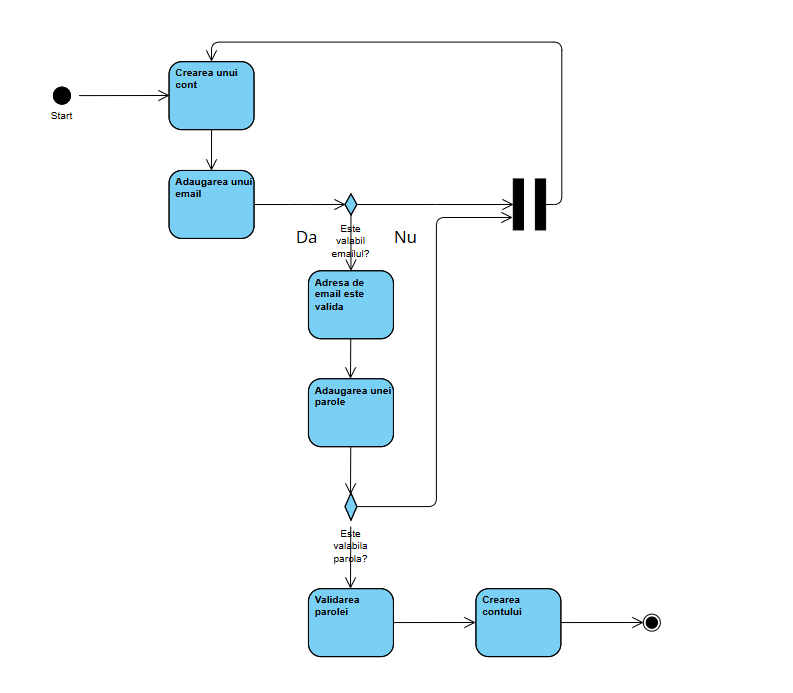 Crearea unui
cont
Start
Adaugarea unui
email
Da
Este
valabil
emailul?
Nu
Adresa de
email este
valida
Adaugarea unei
parole
Este
valabila
parola?
Validarea
parolei
Crearea
contului